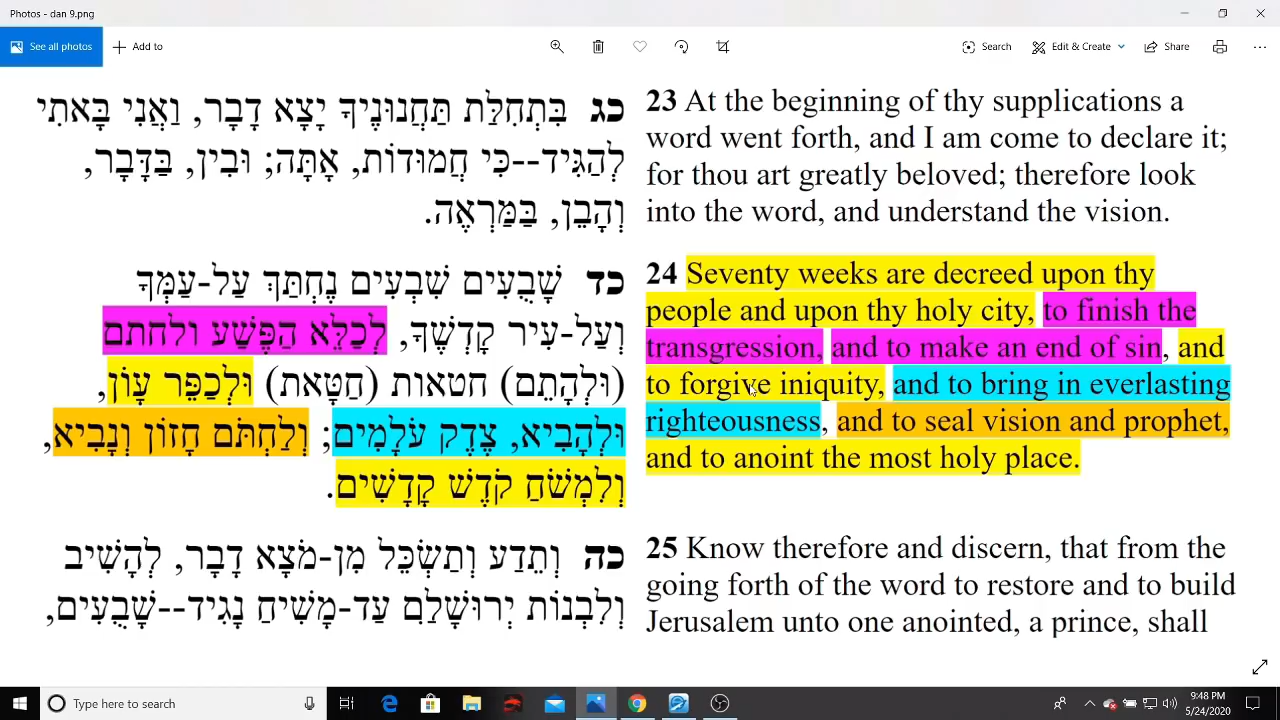 Photos - dan 9.png
See all photos
Add to
Search
Edit & Create
Share
כג בִּתְחִלַּת תַּחֲנוּנֶיךָ יָצָא דָבָר, וַאֲנִי בָּאתִי
לְהַגִּיד--כִּי חֲמוּדוֹת, אָתָּה; וּבִין, בַּדָּבָר,
וְהָבֵן, בַּמַּרְאֶה.
23 At the beginning of thy supplications a
word went forth, and I am come to declare it;
for thou art greatly beloved; therefore look
into the word, and understand the vision.
כד שָׁבֻעִים שִׁבְעִים נֶחְתַּךְ עַל-עַמְּךָ
וְעַל-עִיר קָדְשֶׁךָ, לְכַלֵּא הַפֶּשַׁע ולחתם
(וּלְהָתֵם) חטאות (חַטָּאת) וּלְכַפֵּר עָו‍ֹן,
וּלְהָבִיא, צֶדֶק עֹלָמִים; וְלַחְתֹּם חָזוֹן וְנָבִיא,
וְלִמְשֹׁחַ קֹדֶשׁ קָדָשִׁים.
24 Seventy weeks are decreed upon thy
people and upon thy holy city, to finish the
transgression, and to make an end of sin, and
to forgive iniquity, and to bring in everlasting
righteousness, and to seal vision and prophet,
and to anoint the most holy place.
כה וְתֵדַע וְתַשְׂכֵּל מִן-מֹצָא דָבָר, לְהָשִׁיב
וְלִבְנוֹת יְרוּשָׁלִַם עַד-מָשִׁיחַ נָגִיד--שָׁבֻעִים,
25 Know therefore and discern, that from the
going forth of the word to restore and to build
Jerusalem unto one anointed, a prince, shall
Type here to search
9:48 PM
5/24/2020